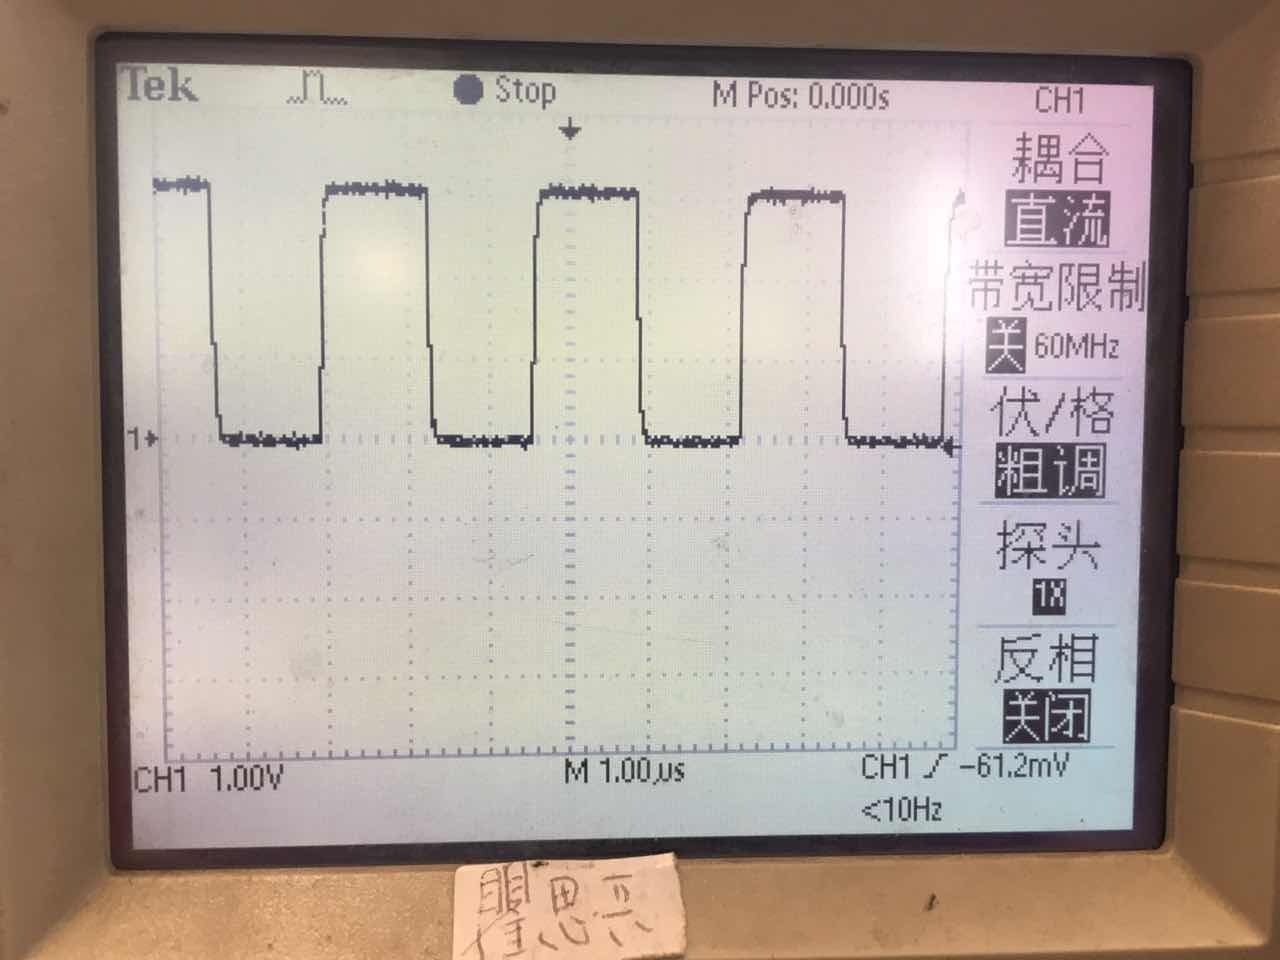 Tek Stop M Pos: 0.000s CH1
耦合
直流
带宽限制
关 60MHz
伏/格
粗调
探头
1X
反相
关闭
1
CH1 1.00V M 1.00µs CH1 -61.2mV
<10Hz